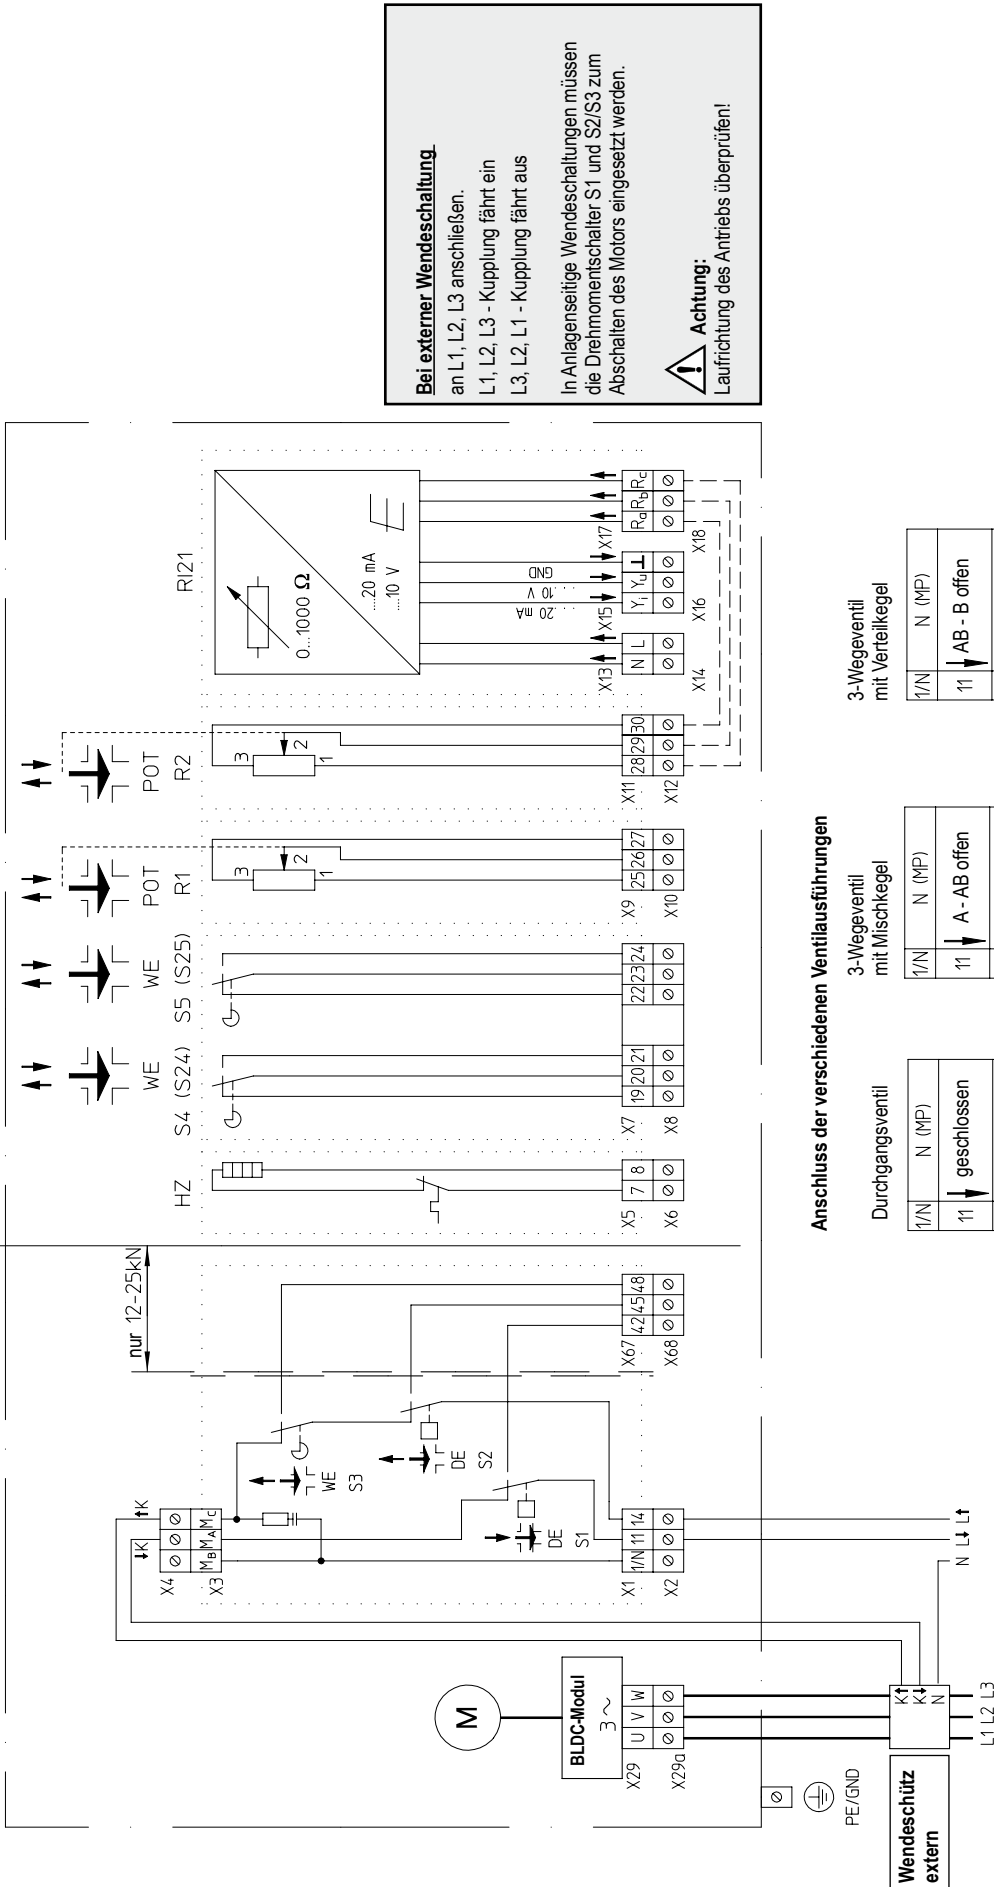 nur 12-25kN
HZ
S4 (S24)
WE
S5 (S25)
WE
R1
POT
R2
POT
RI21
0...1000 Ω
...20 mA
...10 V
3
2
1
3
2
1
K
K
X4
X3
MB MA MC
WE
S3
DE
S2
DE
S1
M
BLDC-Modul
3 ~
X29
U V W
X29a
X1
1/N 11 14
X2
X67
42 45 48
X68
X5
7 8
X6
X7
19 20 21
X8
22 23 24
X9
25 26 27
X10
X11
28 29 30
X12
X13
N L
X14
...20 mA
...10 V
GND
X15
Yi Yu ⊥
X16
X17
Ra Rb Rc
X18
PE/GND
Wendeschütz
extern
K↑
K↓
N
L1 L2 L3
N L↓ L↑
Bei externer Wendeschaltung
an L1, L2, L3 anschließen.
L1, L2, L3 - Kupplung fährt ein
L3, L2, L1 - Kupplung fährt aus
In Anlagenseitige Wendeschaltungen müssen
die Drehmomentschalter S1 und S2/S3 zum
Abschalten des Motors eingesetzt werden.
Achtung:
Laufrichtung des Antriebs überprüfen!
Anschluss der verschiedenen Ventilausführungen
Durchgangsventil
1/N N (MP)
11 ↓ geschlossen
3-Wegeventil
mit Mischkegel
1/N N (MP)
11 ↓ A - AB offen
3-Wegeventil
mit Verteilkegel
1/N N (MP)
11 ↓ AB - B offen